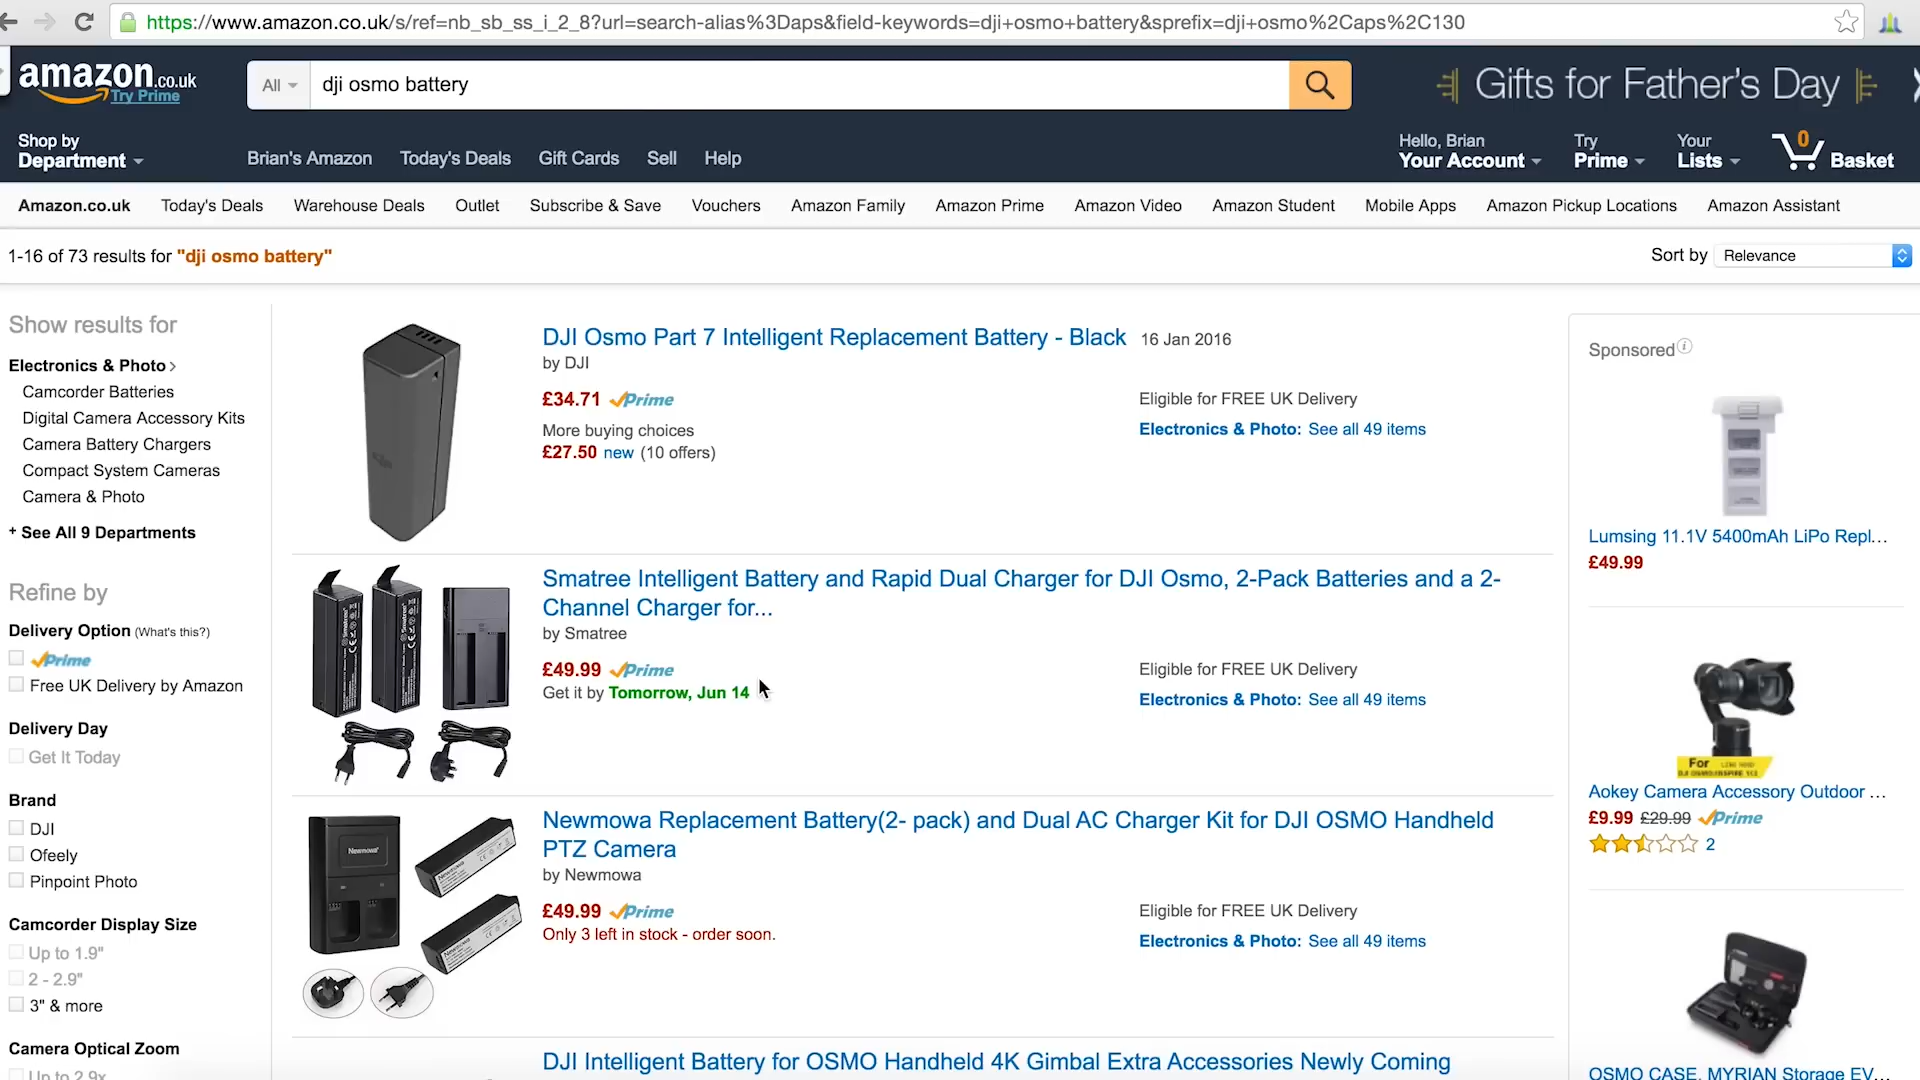 https://www.amazon.co.uk/s/ref=nb_sb_ss_i_2_8?url=search-alias%3Daps&field-keywords=dji+osmo+battery&sprefix=dji+osmo%2Caps%2C130
amazon.co.uk
Try Prime
All
dji osmo battery
Gifts for Father's Day
Shop by
Department
Brian's Amazon
Today's Deals
Gift Cards
Sell
Help
Hello, Brian
Your Account
Try
Prime
Your
Lists
0
Basket
Amazon.co.uk
Today's Deals
Warehouse Deals
Outlet
Subscribe & Save
Vouchers
Amazon Family
Amazon Prime
Amazon Video
Amazon Student
Mobile Apps
Amazon Pickup Locations
Amazon Assistant
1-16 of 73 results for "dji osmo battery"
Sort by
Relevance
Show results for
Electronics & Photo
Camcorder Batteries
Digital Camera Accessory Kits
Camera Battery Chargers
Compact System Cameras
Camera & Photo
+ See All 9 Departments
Refine by
Delivery Option (What's this?)
Prime
Free UK Delivery by Amazon
Delivery Day
Get It Today
Brand
DJI
Ofeely
Pinpoint Photo
Camcorder Display Size
Up to 1.9"
2 - 2.9"
3" & more
Camera Optical Zoom
Up to 2.9x
DJI Osmo Part 7 Intelligent Replacement Battery - Black 16 Jan 2016
by DJI
£34.71 Prime
More buying choices
£27.50 new (10 offers)
Eligible for FREE UK Delivery
Electronics & Photo: See all 49 items
Smatree Intelligent Battery and Rapid Dual Charger for DJI Osmo, 2-Pack Batteries and a 2-
Channel Charger for...
by Smatree
£49.99 Prime
Get it by Tomorrow, Jun 14
Eligible for FREE UK Delivery
Electronics & Photo: See all 49 items
Newmowa Replacement Battery(2- pack) and Dual AC Charger Kit for DJI OSMO Handheld
PTZ Camera
by Newmowa
£49.99 Prime
Only 3 left in stock - order soon.
Eligible for FREE UK Delivery
Electronics & Photo: See all 49 items
Newmowa
DJI Intelligent Battery for OSMO Handheld 4K Gimbal Extra Accessories Newly Coming
Sponsored
Lumsing 11.1V 5400mAh LiPo Repl...
£49.99
For
Aokey Camera Accessory Outdoor ...
£9.99 £29.99 Prime
2
OSMO CASE, MYRIAN Storage EV...